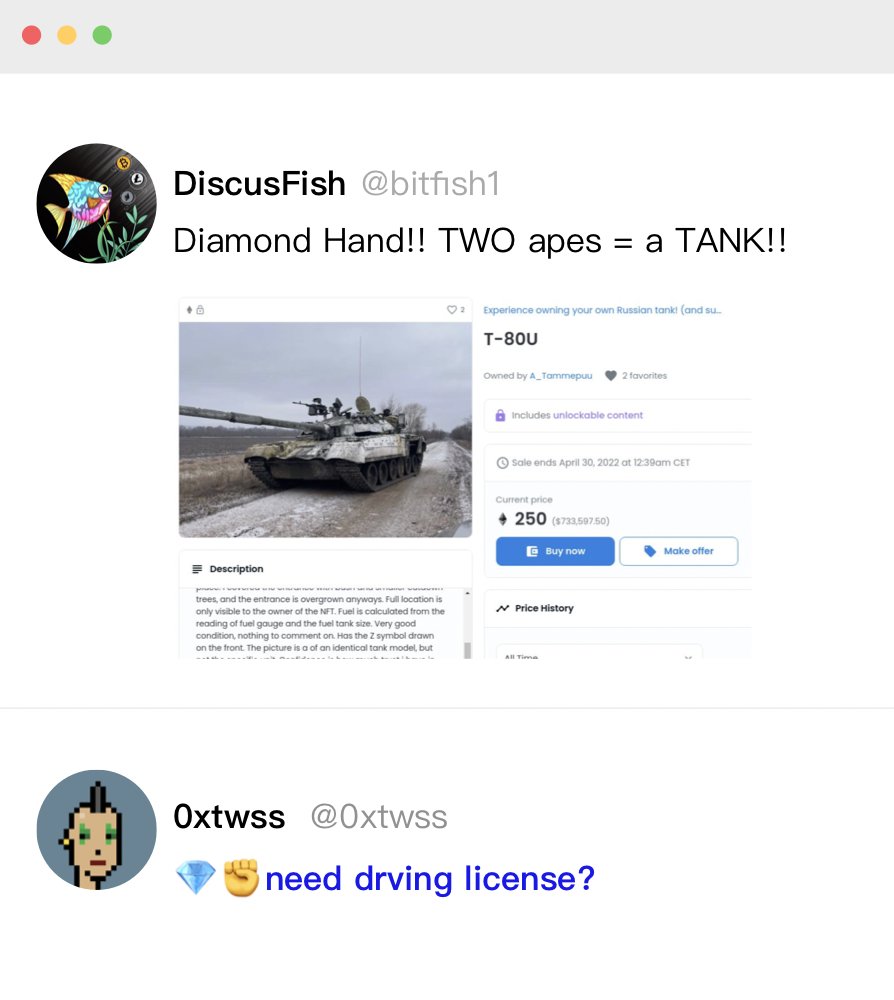 DiscusFish @bitfish1
Diamond Hand!! TWO apes = a TANK!!
2
Description
trees, and the entrance is overgrown anyways. Full location is
only visible to the owner of the NFT. Fuel is calculated from the
reading of fuel gauge and the fuel tank size. Very good
condition, nothing to comment on. Has the Z symbol drawn
on the front. The picture is a of an identical tank model, but
Experience owning your own Russian tank! (and su...
T-80U
Owned by A_Tammepuu 2 favorites
Includes unlockable content
Sale ends April 30, 2022 at 12:39am CET
Current price
250 ($733,597.50)
Buy now Make offer
Price History
All Time
0xtwss @0xtwss
💎✊need drving license?